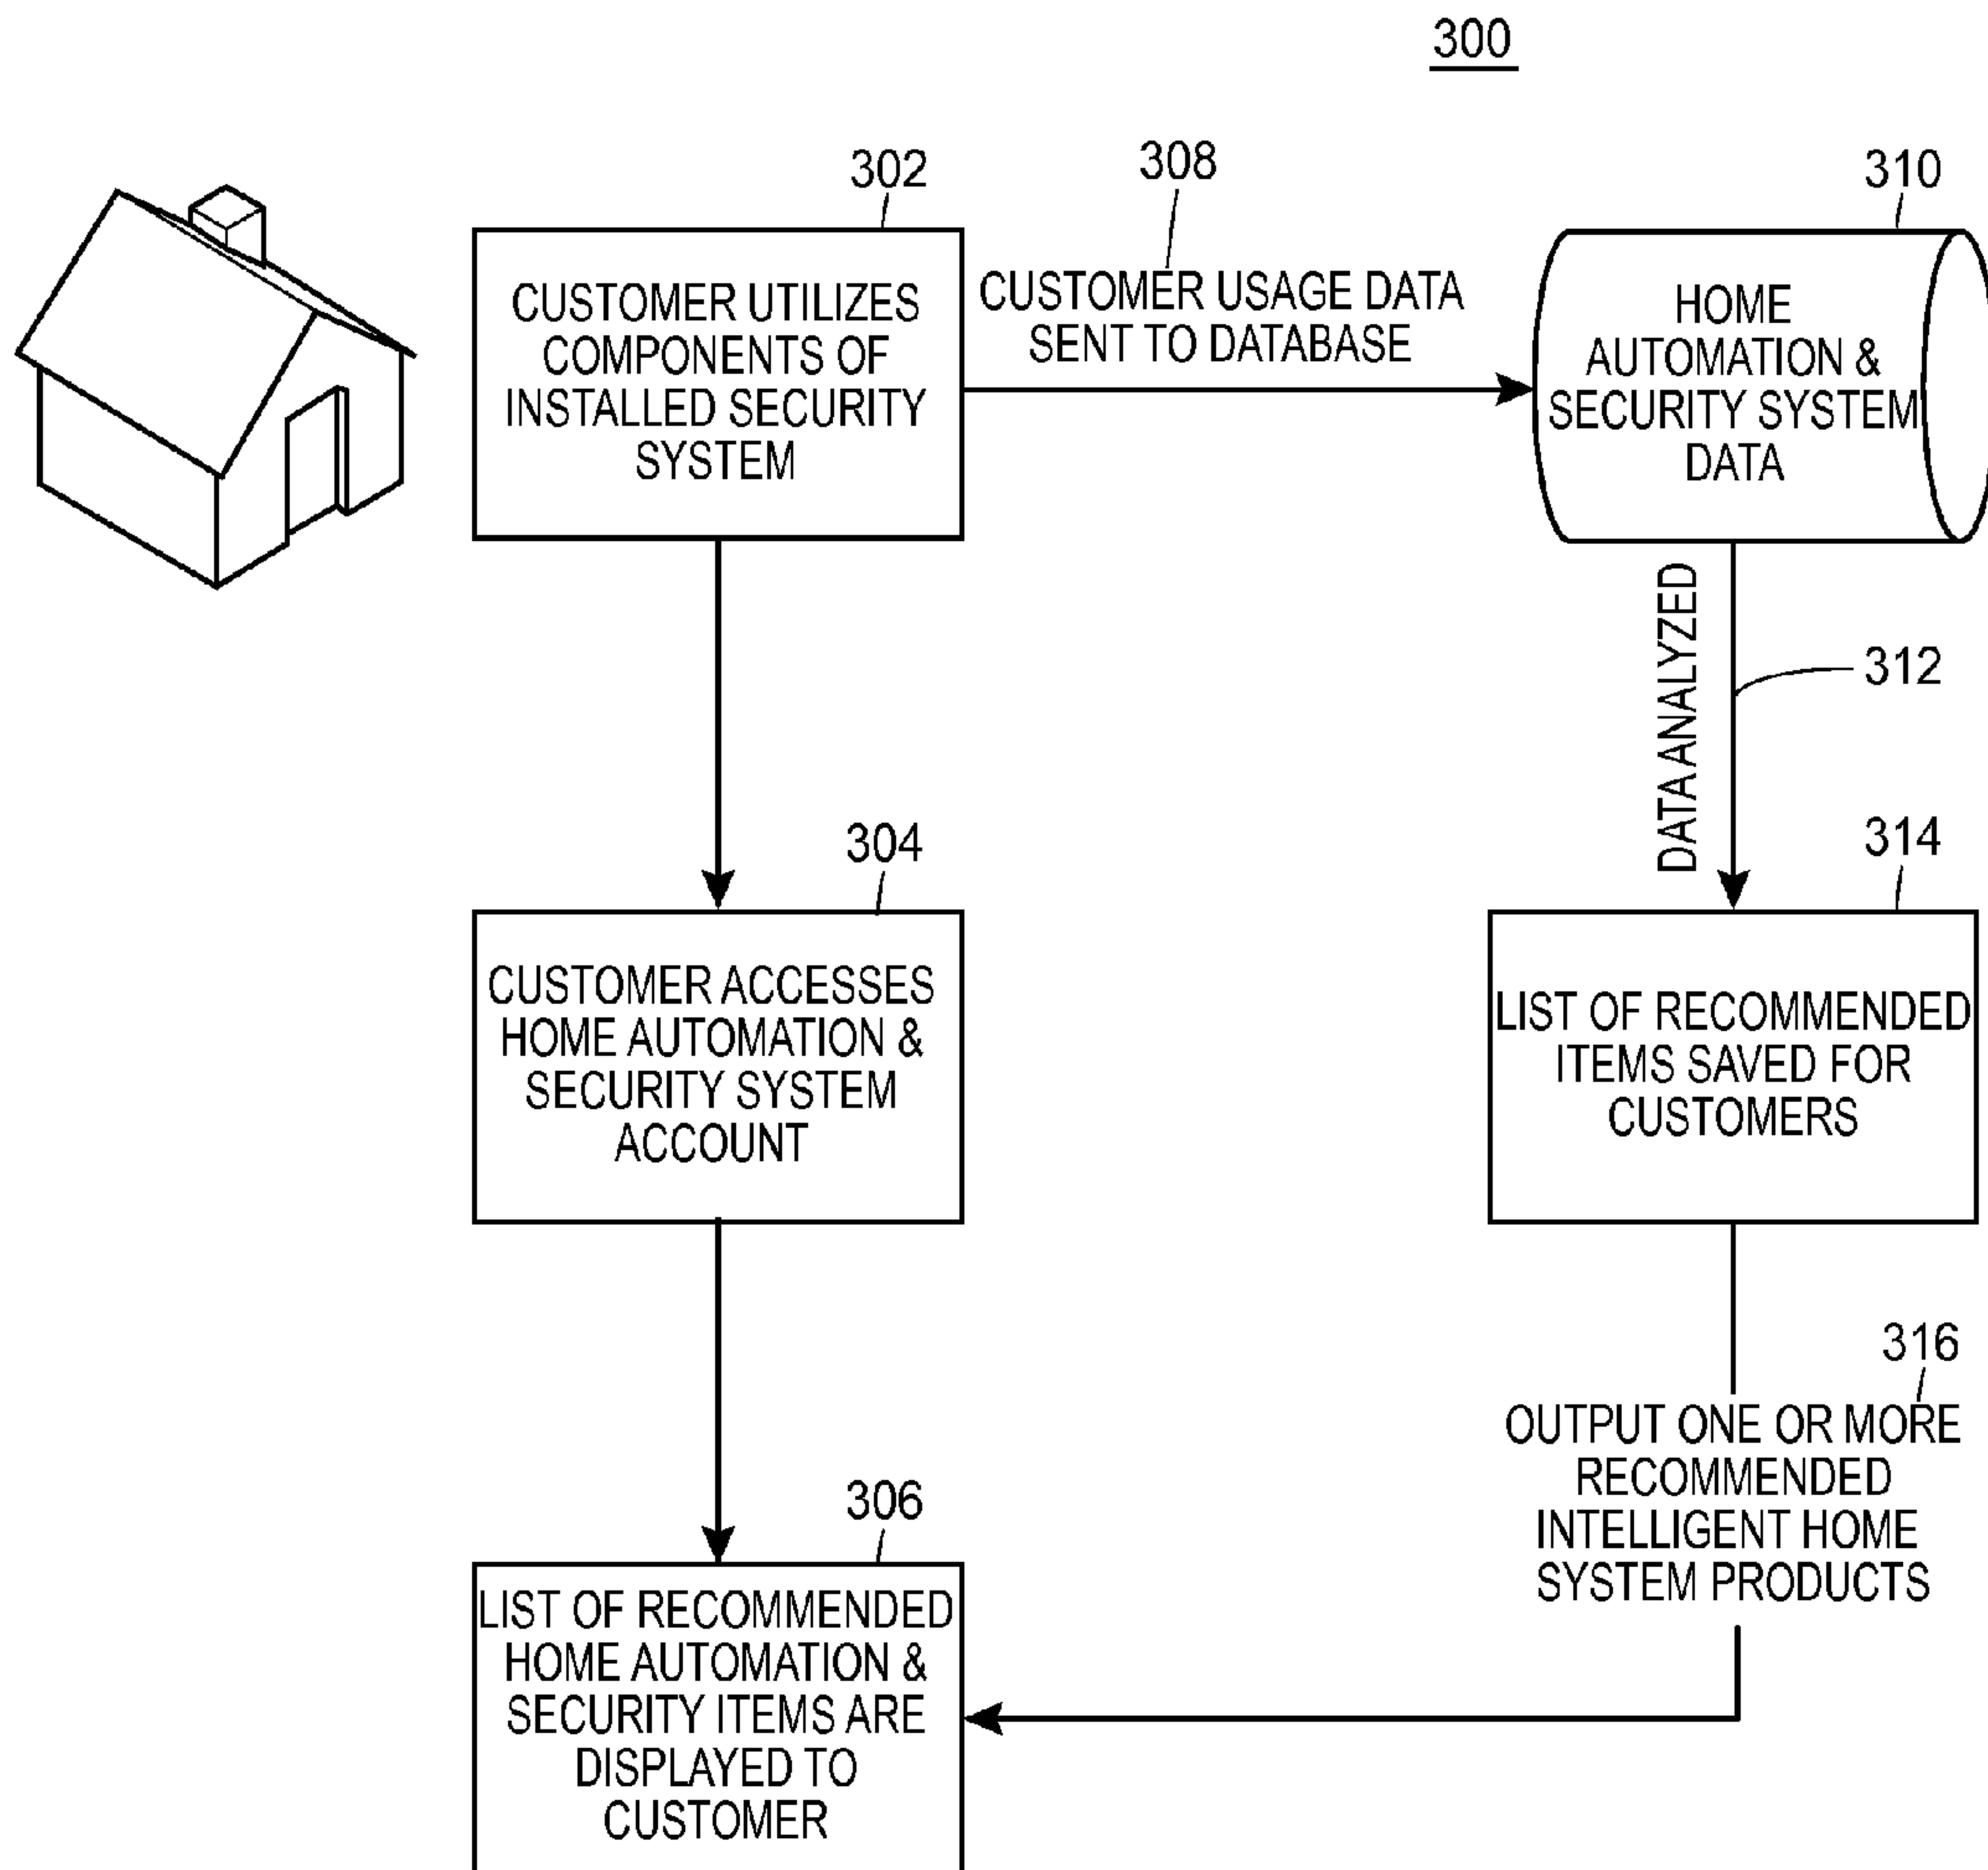 300
302
308
310
CUSTOMER UTILIZES
COMPONENTS OF
INSTALLED SECURITY
SYSTEM
CUSTOMER USAGE DATA
SENT TO DATABASE
HOME
AUTOMATION &
SECURITY SYSTEM
DATA
DATA ANALYZED
312
304
314
CUSTOMER ACCESSES
HOME AUTOMATION &
SECURITY SYSTEM
ACCOUNT
LIST OF RECOMMENDED
ITEMS SAVED FOR
CUSTOMERS
316
OUTPUT ONE OR MORE
RECOMMENDED
INTELLIGENT HOME
SYSTEM PRODUCTS
306
LIST OF RECOMMENDED
HOME AUTOMATION &
SECURITY ITEMS ARE
DISPLAYED TO
CUSTOMER